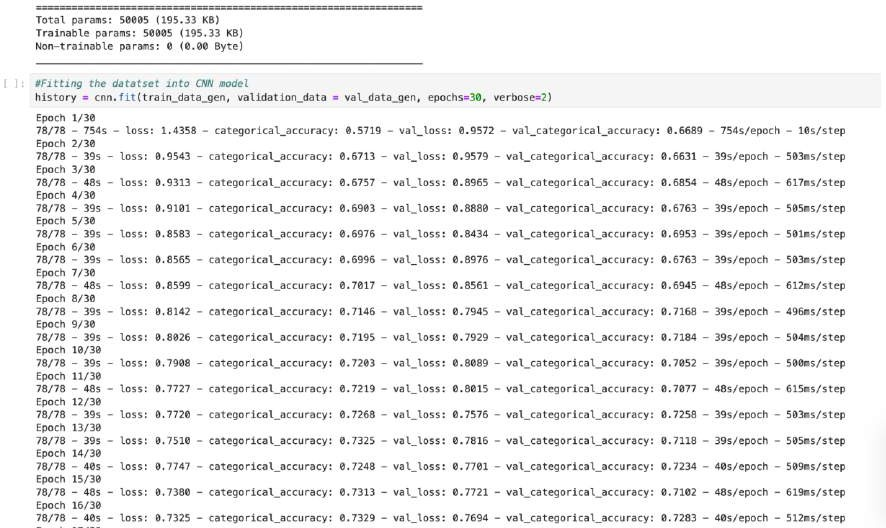 =================================================================
Total params: 50005 (195.33 KB)
Trainable params: 50005 (195.33 KB)
Non-trainable params: 0 (0.00 Byte)
_________________________________________________________________
[ ]: #Fitting the datatset into CNN model
history = cnn.fit(train_data_gen, validation_data = val_data_gen, epochs=30, verbose=2)
Epoch 1/30
78/78 - 754s - loss: 1.4358 - categorical_accuracy: 0.5719 - val_loss: 0.9572 - val_categorical_accuracy: 0.6689 - 754s/epoch - 10s/step
Epoch 2/30
78/78 - 39s - loss: 0.9543 - categorical_accuracy: 0.6713 - val_loss: 0.9579 - val_categorical_accuracy: 0.6631 - 39s/epoch - 503ms/step
Epoch 3/30
78/78 - 48s - loss: 0.9313 - categorical_accuracy: 0.6757 - val_loss: 0.8965 - val_categorical_accuracy: 0.6854 - 48s/epoch - 617ms/step
Epoch 4/30
78/78 - 39s - loss: 0.9101 - categorical_accuracy: 0.6903 - val_loss: 0.8880 - val_categorical_accuracy: 0.6763 - 39s/epoch - 505ms/step
Epoch 5/30
78/78 - 39s - loss: 0.8583 - categorical_accuracy: 0.6976 - val_loss: 0.8434 - val_categorical_accuracy: 0.6953 - 39s/epoch - 501ms/step
Epoch 6/30
78/78 - 39s - loss: 0.8565 - categorical_accuracy: 0.6996 - val_loss: 0.8976 - val_categorical_accuracy: 0.6763 - 39s/epoch - 503ms/step
Epoch 7/30
78/78 - 48s - loss: 0.8599 - categorical_accuracy: 0.7017 - val_loss: 0.8561 - val_categorical_accuracy: 0.6945 - 48s/epoch - 612ms/step
Epoch 8/30
78/78 - 39s - loss: 0.8142 - categorical_accuracy: 0.7146 - val_loss: 0.7945 - val_categorical_accuracy: 0.7168 - 39s/epoch - 496ms/step
Epoch 9/30
78/78 - 39s - loss: 0.8026 - categorical_accuracy: 0.7195 - val_loss: 0.7929 - val_categorical_accuracy: 0.7184 - 39s/epoch - 504ms/step
Epoch 10/30
78/78 - 39s - loss: 0.7908 - categorical_accuracy: 0.7203 - val_loss: 0.8089 - val_categorical_accuracy: 0.7052 - 39s/epoch - 500ms/step
Epoch 11/30
78/78 - 48s - loss: 0.7727 - categorical_accuracy: 0.7219 - val_loss: 0.8015 - val_categorical_accuracy: 0.7077 - 48s/epoch - 615ms/step
Epoch 12/30
78/78 - 39s - loss: 0.7720 - categorical_accuracy: 0.7268 - val_loss: 0.7576 - val_categorical_accuracy: 0.7258 - 39s/epoch - 503ms/step
Epoch 13/30
78/78 - 39s - loss: 0.7510 - categorical_accuracy: 0.7325 - val_loss: 0.7816 - val_categorical_accuracy: 0.7118 - 39s/epoch - 505ms/step
Epoch 14/30
78/78 - 40s - loss: 0.7747 - categorical_accuracy: 0.7248 - val_loss: 0.7701 - val_categorical_accuracy: 0.7234 - 40s/epoch - 509ms/step
Epoch 15/30
78/78 - 48s - loss: 0.7380 - categorical_accuracy: 0.7313 - val_loss: 0.7721 - val_categorical_accuracy: 0.7102 - 48s/epoch - 619ms/step
Epoch 16/30
78/78 - 40s - loss: 0.7325 - categorical_accuracy: 0.7329 - val_loss: 0.7694 - val_categorical_accuracy: 0.7283 - 40s/epoch - 512ms/step